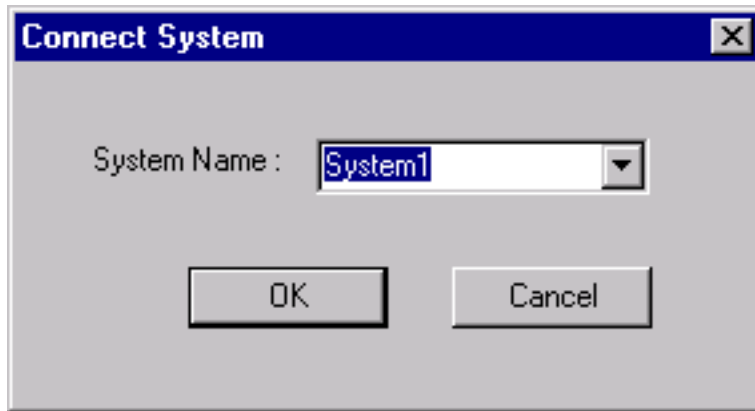 Connect System
System Name :
System1
OK
Cancel